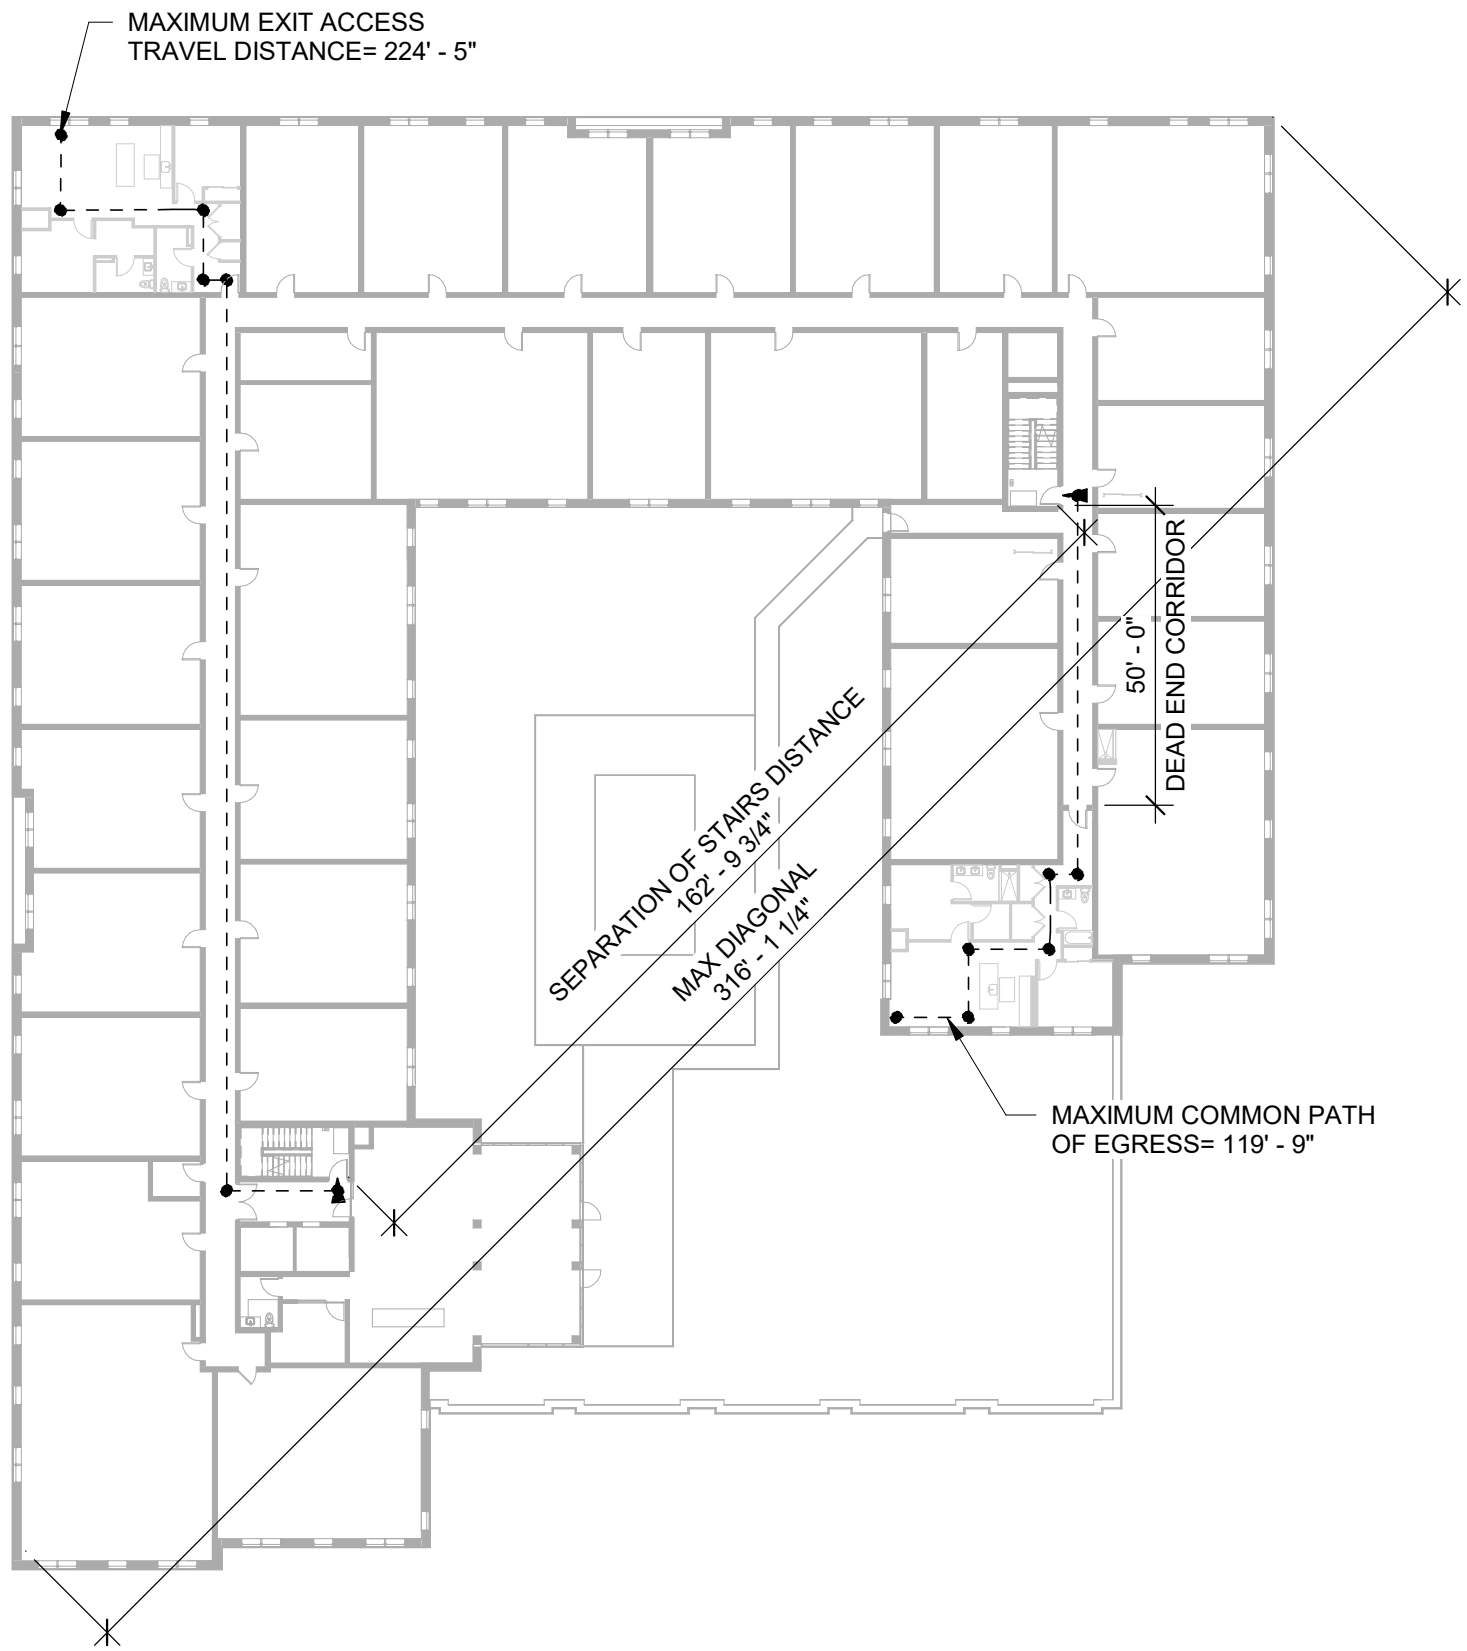 MAXIMUM EXIT ACCESS
TRAVEL DISTANCE= 224' - 5"
50' - 0"
DEAD END CORRIDOR
SEPARATION OF STAIRS DISTANCE
162' - 9 3/4"
MAX DIAGONAL
316' - 1 1/4"
MAXIMUM COMMON PATH
OF EGRESS= 119' - 9"